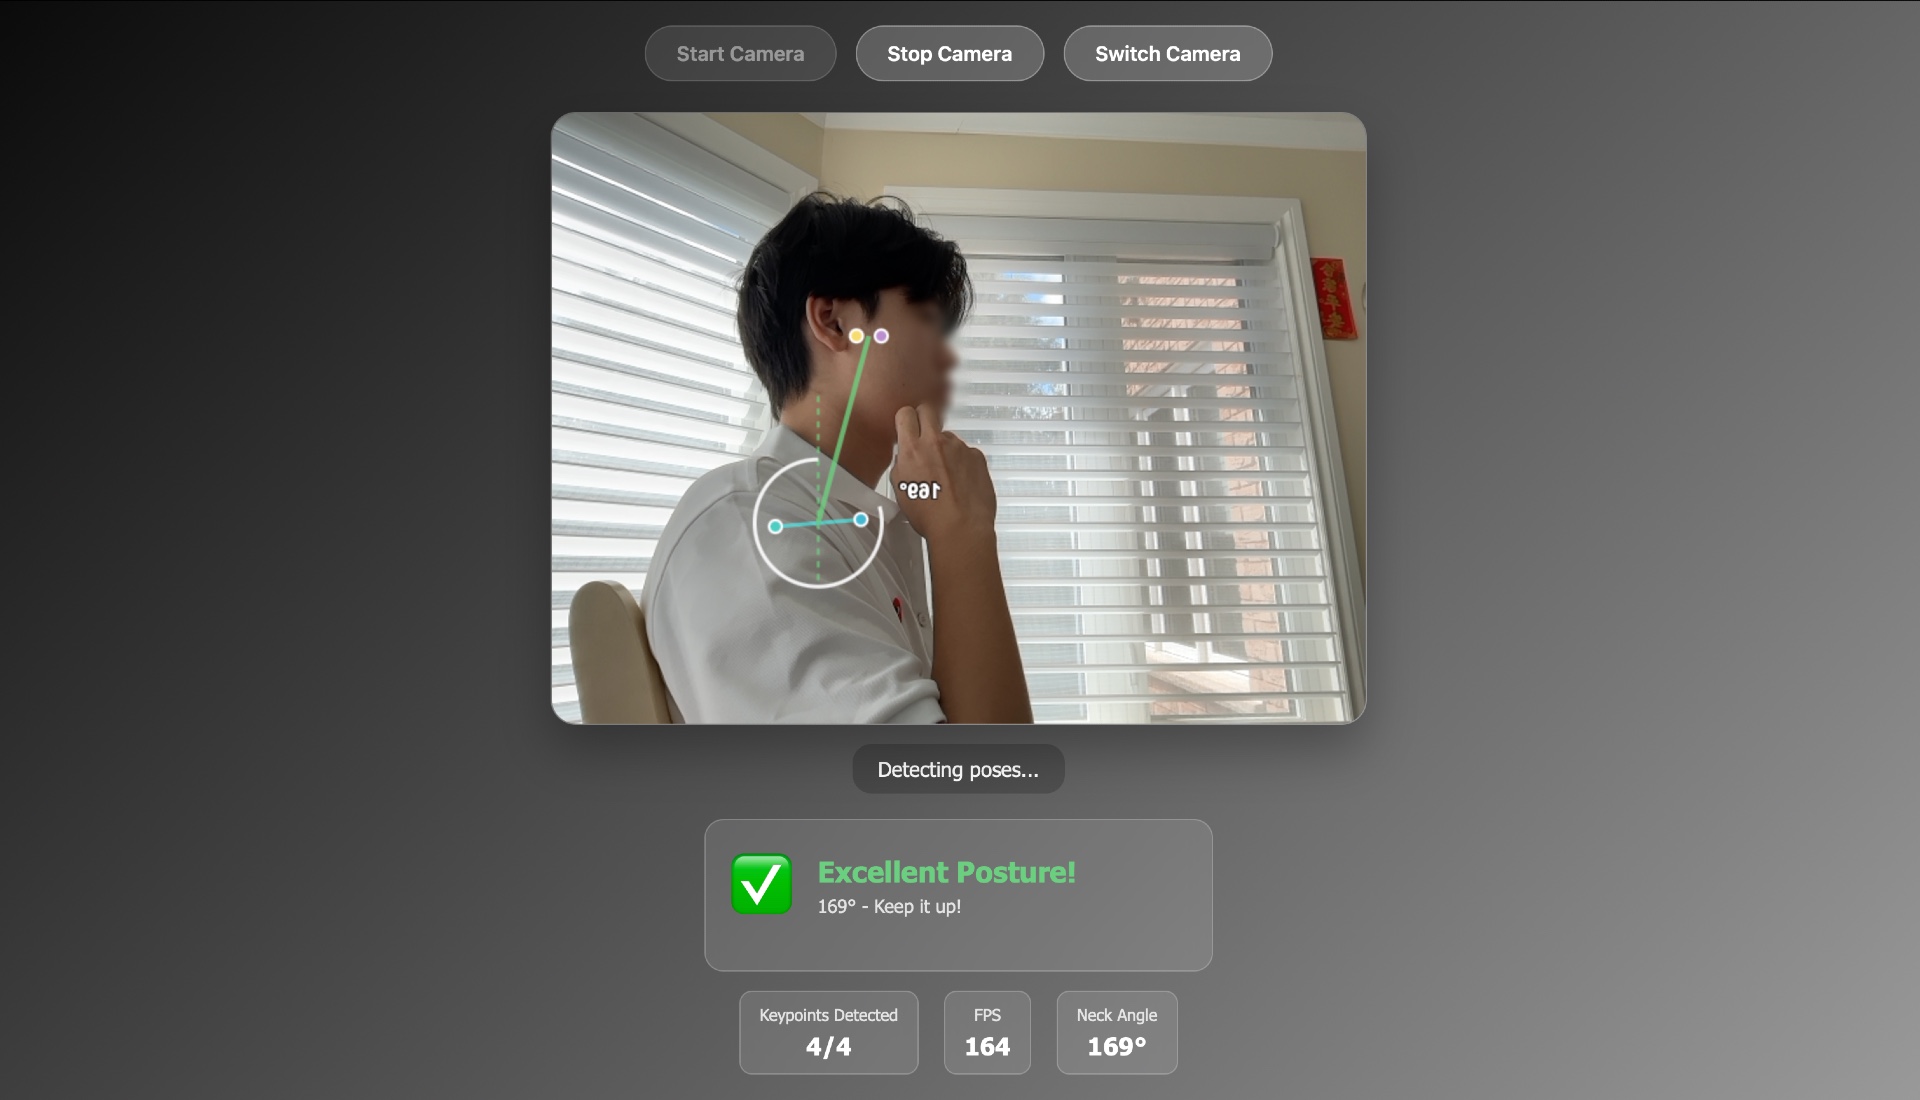 Start Camera
Stop Camera
Switch Camera
169°
Detecting poses...
Excellent Posture!
169° - Keep it up!
Keypoints Detected
4/4
FPS
164
Neck Angle
169°